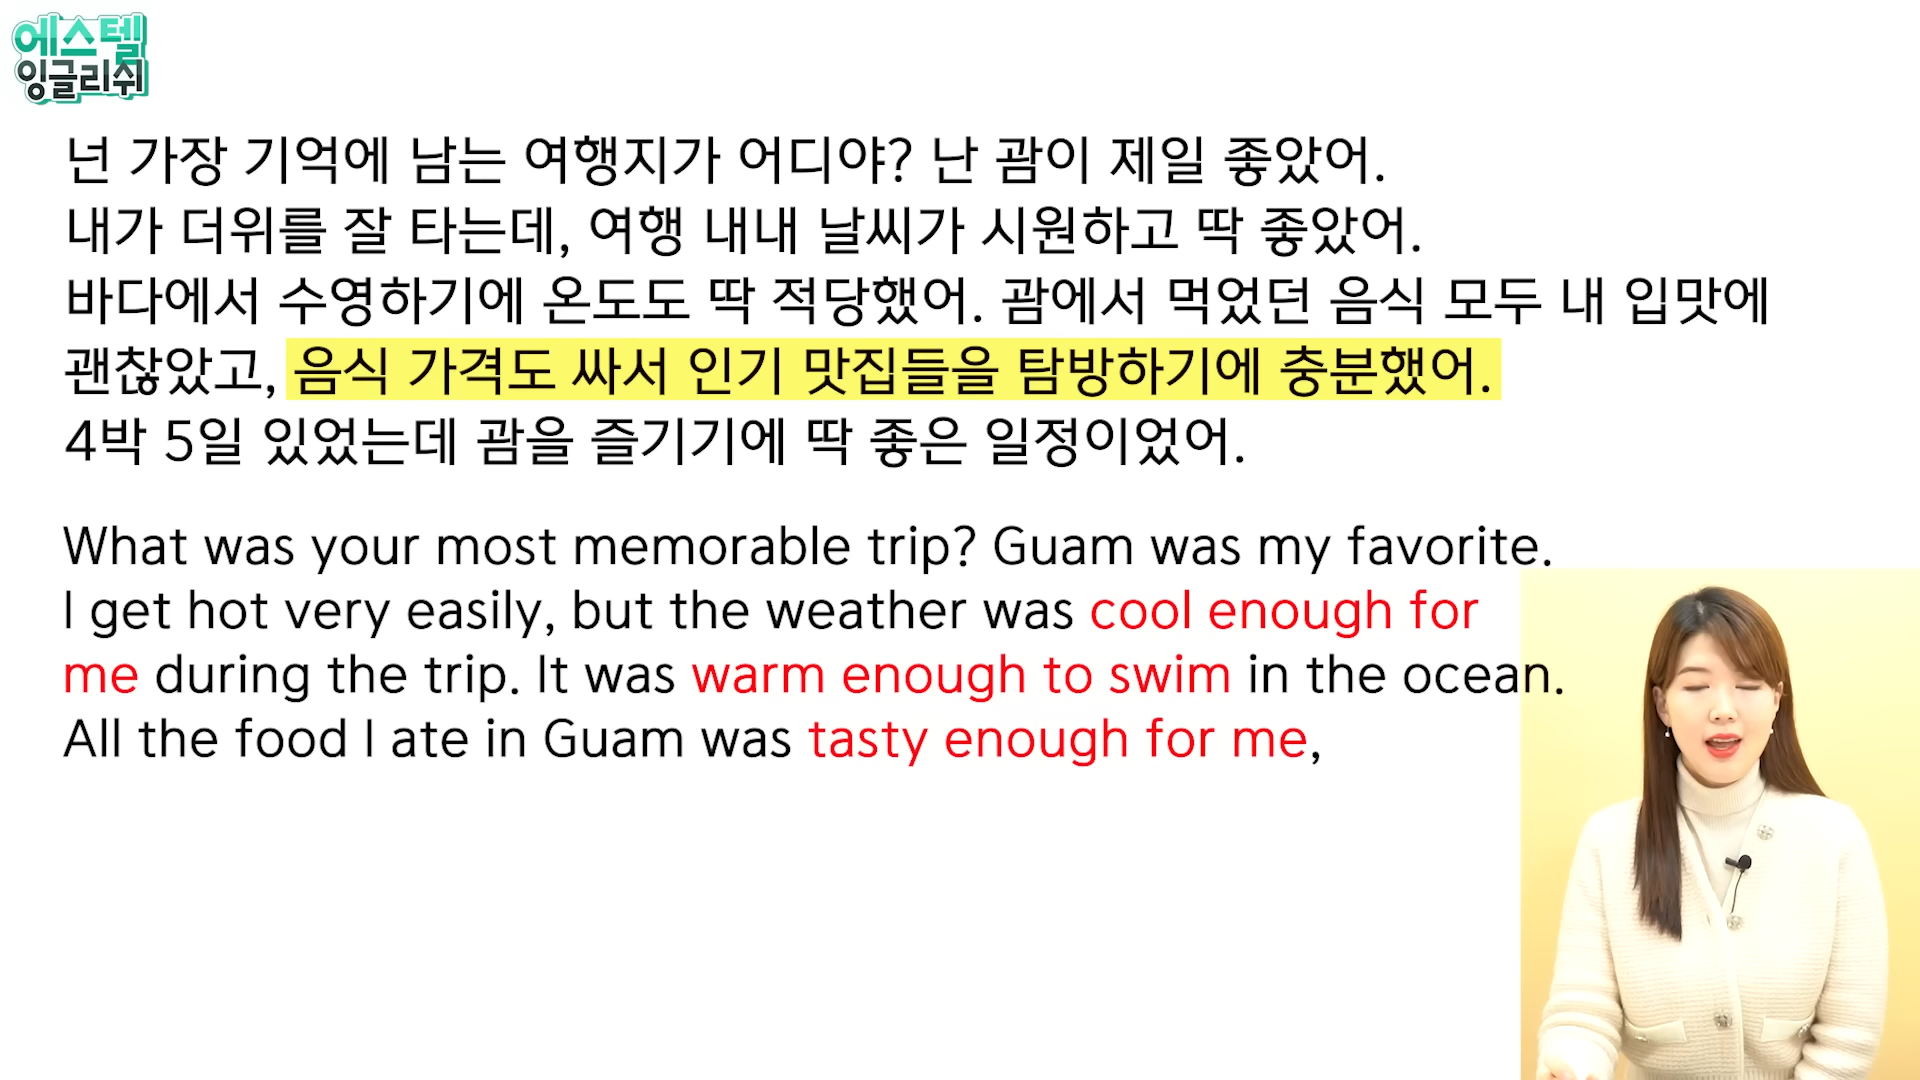 에스텔
잉글리쉬
넌 가장 기억에 남는 여행지가 어디야? 난 괌이 제일 좋았어.
내가 더위를 잘 타는데, 여행 내내 날씨가 시원하고 딱 좋았어.
바다에서 수영하기에 온도도 딱 적당했어. 괌에서 먹었던 음식 모두 내 입맛에
괜찮았고, 음식 가격도 싸서 인기 맛집들을 탐방하기에 충분했어.
4박 5일 있었는데 괌을 즐기기에 딱 좋은 일정이었어.
What was your most memorable trip? Guam was my favorite.
I get hot very easily, but the weather was cool enough for
me during the trip. It was warm enough to swim in the ocean.
All the food I ate in Guam was tasty enough for me,